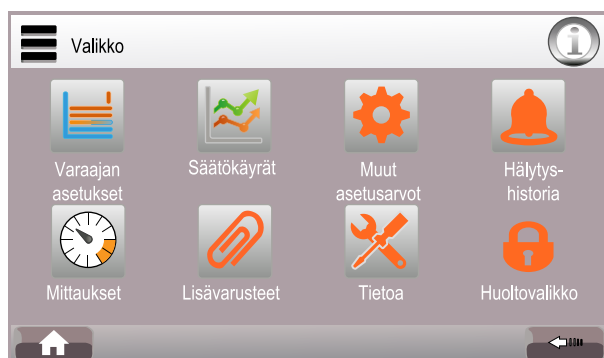 Valikko
Varaajan
asetukset
Säätökäyrät
Muut
asetusarvot
Hälytys-
historia
Mittaukset
Lisävarusteet
Tietoa
Huoltovalikko